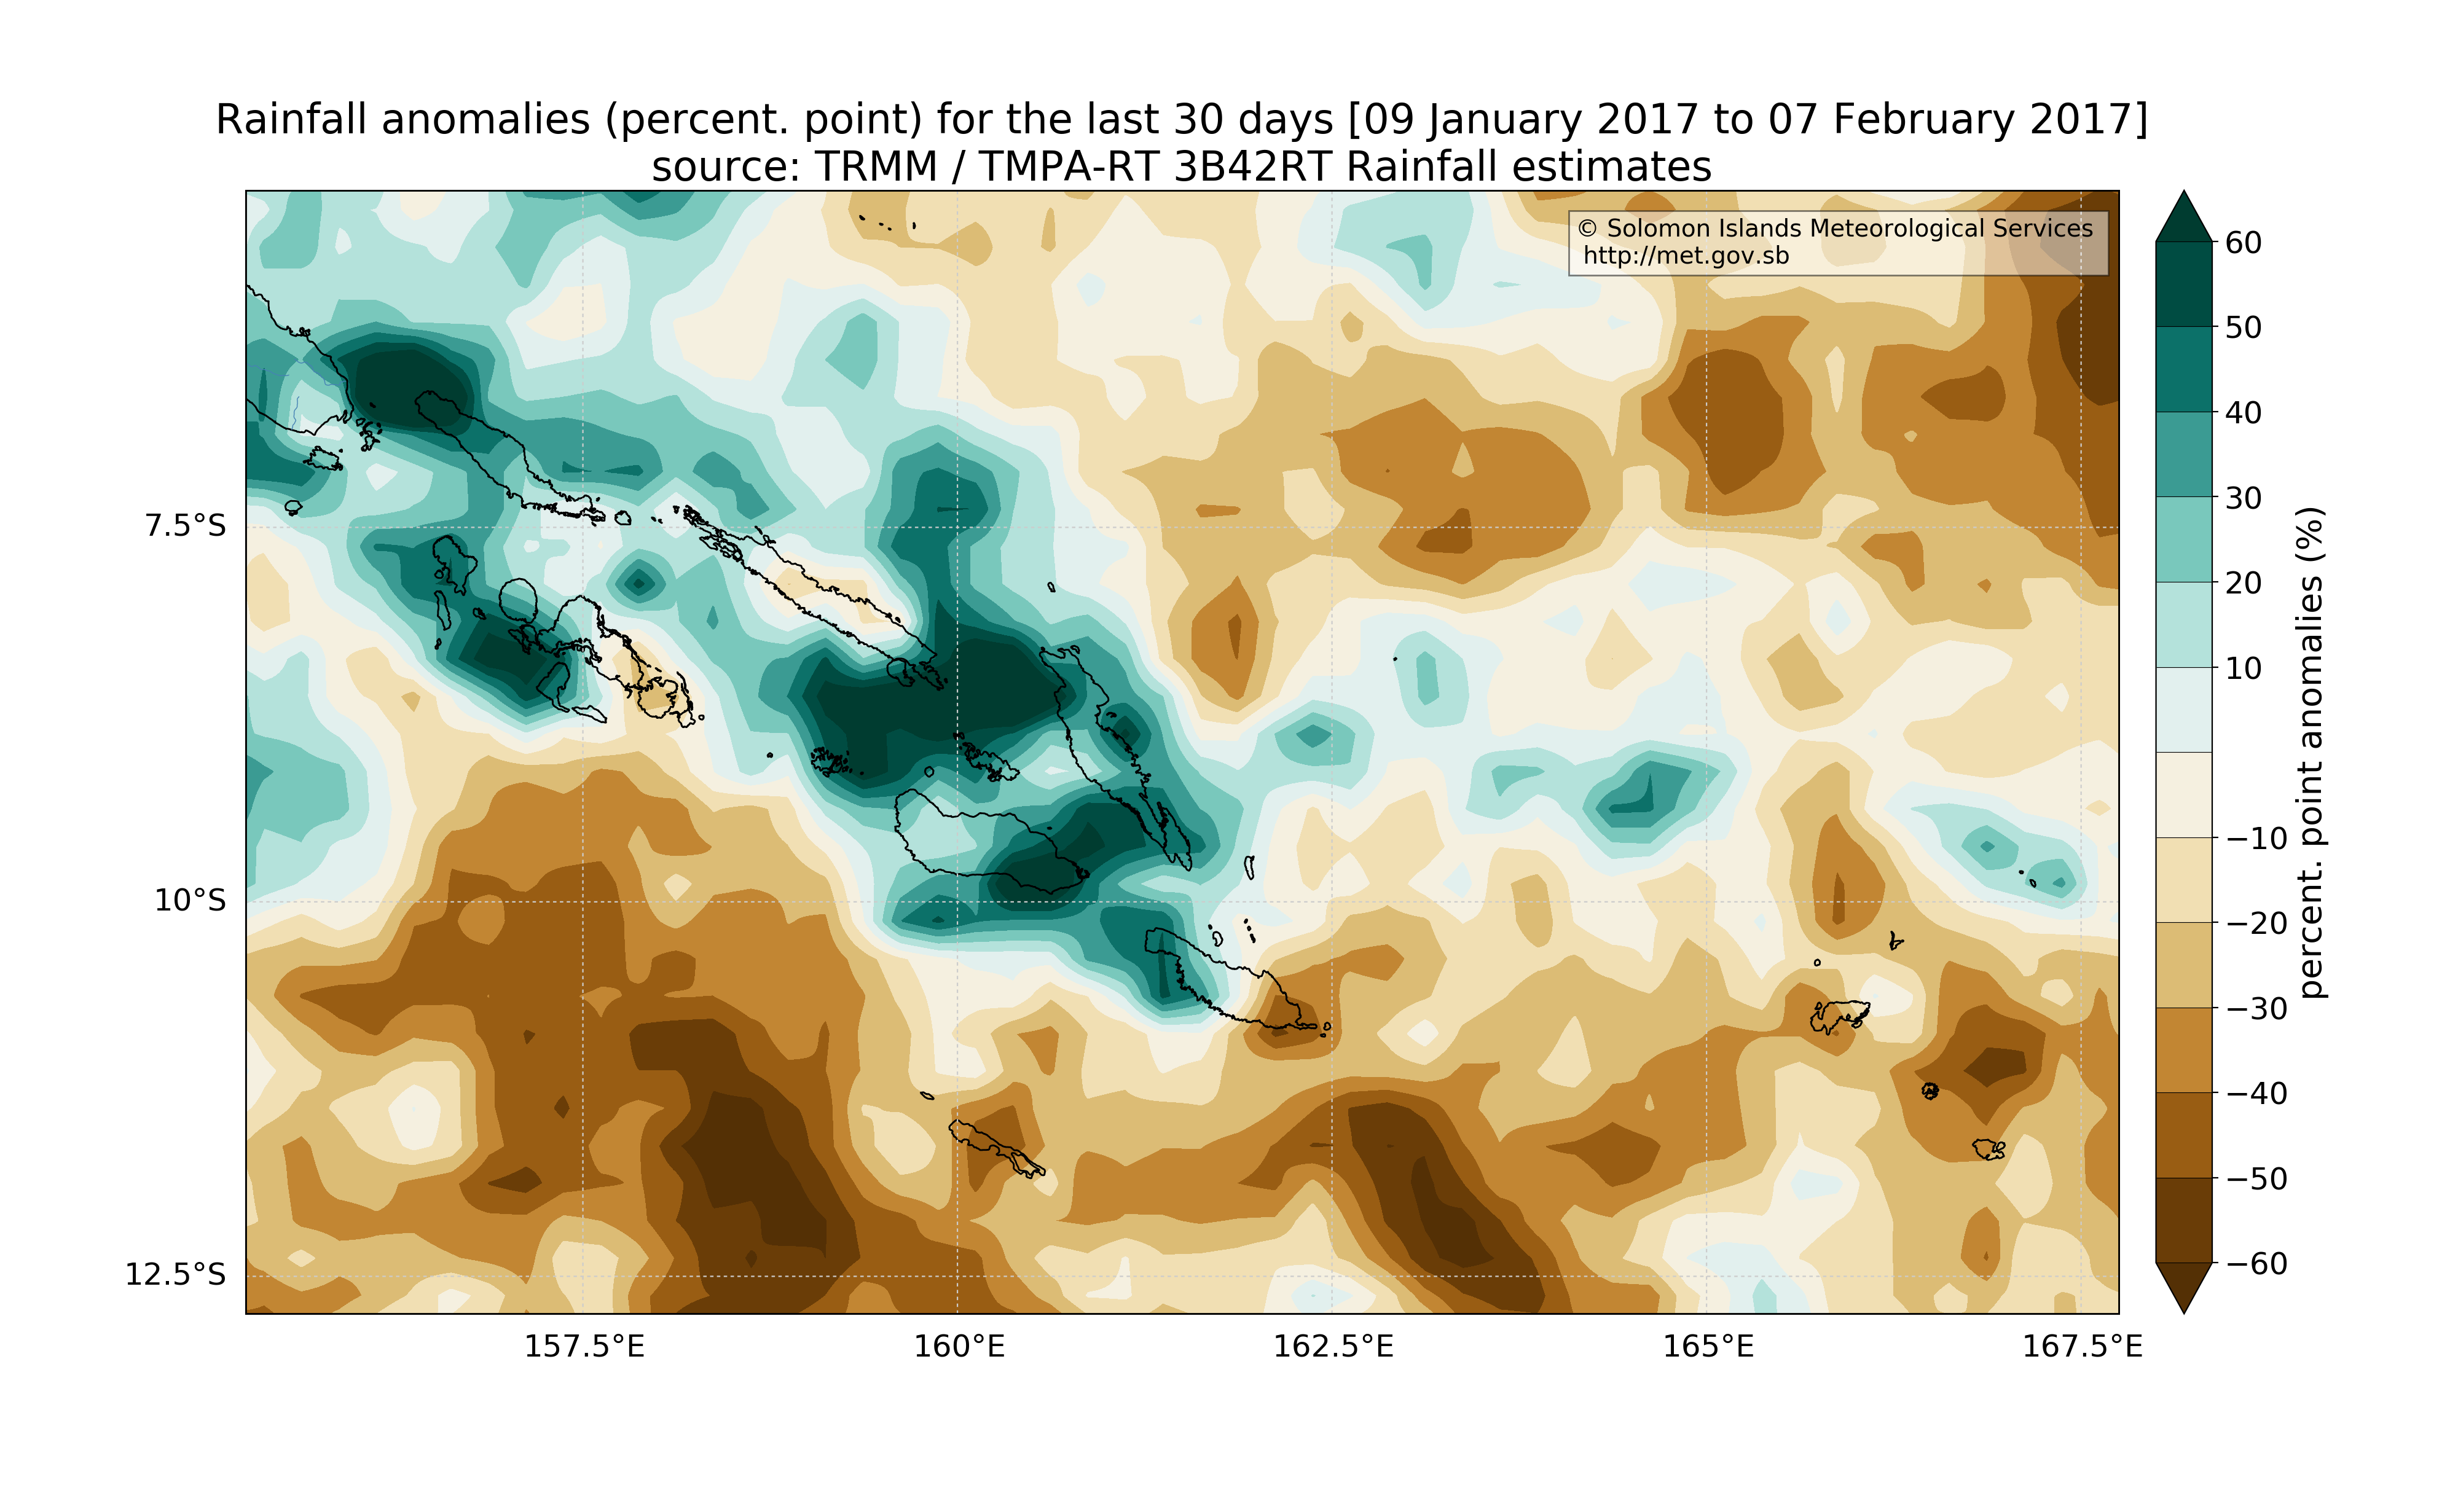 Rainfall anomalies (percent. point) for the last 30 days [09 January 2017 to 07 February 2017]
source: TRMM / TMPA-RT 3B42RT Rainfall estimates
© Solomon Islands Meteorological Services
http://met.gov.sb
7.5°S
10°S
12.5°S
157.5°E
160°E
162.5°E
165°E
167.5°E
60
50
40
30
20
10
−10
−20
−30
−40
−50
−60
percent. point anomalies (%)